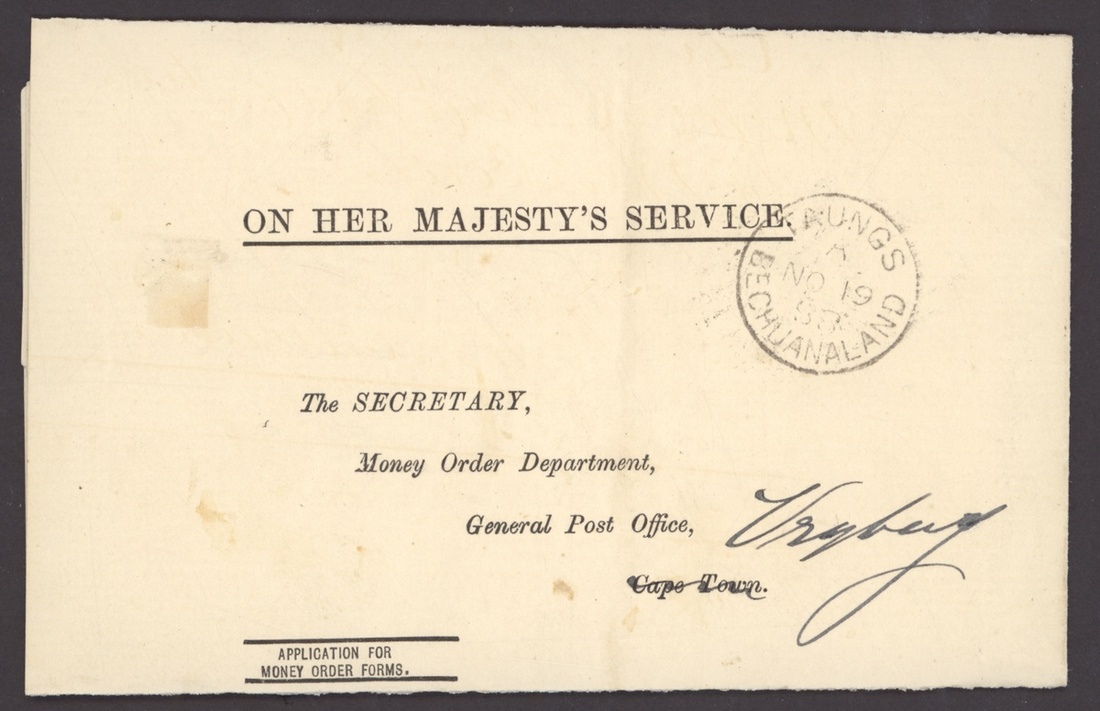 ON HER MAJESTY'S SERVICE.
TAUNGS
A
NO 19
BECHUANALAND
The SECRETARY,
Money Order Department,
General Post Office, Vryburg
Cape Town.
APPLICATION FOR
MONEY ORDER FORMS.